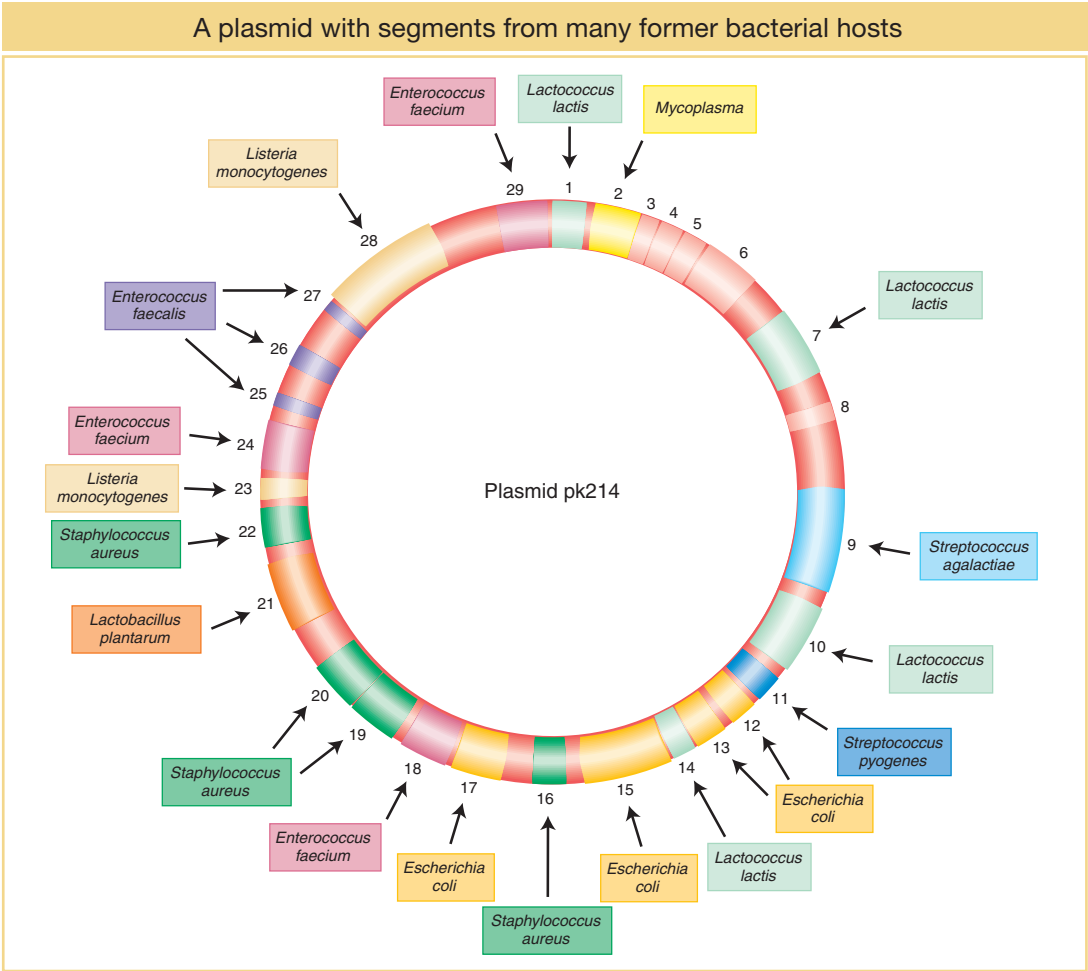 A plasmid with segments from many former bacterial hosts
Enterococcus
faecium
Lactococcus
lactis
Mycoplasma
Listeria
monocytogenes
29
1
2
3
4
5
6
28
Enterococcus
faecalis
27
Lactococcus
lactis
7
26
25
8
Enterococcus
faecium
24
Listeria
monocytogenes
23
Plasmid pk214
Staphylococcus
aureus
22
9
Streptococcus
agalactiae
Lactobacillus
plantarum
21
10
Lactococcus
lactis
20
11
19
12
Streptococcus
pyogenes
18
13
17
14
16
15
Staphylococcus
aureus
Escherichia
coli
Enterococcus
faecium
Lactococcus
lactis
Escherichia
coli
Escherichia
coli
Staphylococcus
aureus